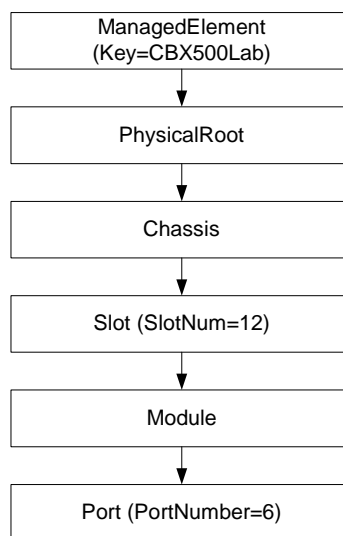 ManagedElement
(Key=CBX500Lab)
PhysicalRoot
Chassis
Slot (SlotNum=12)
Module
Port (PortNumber=6)